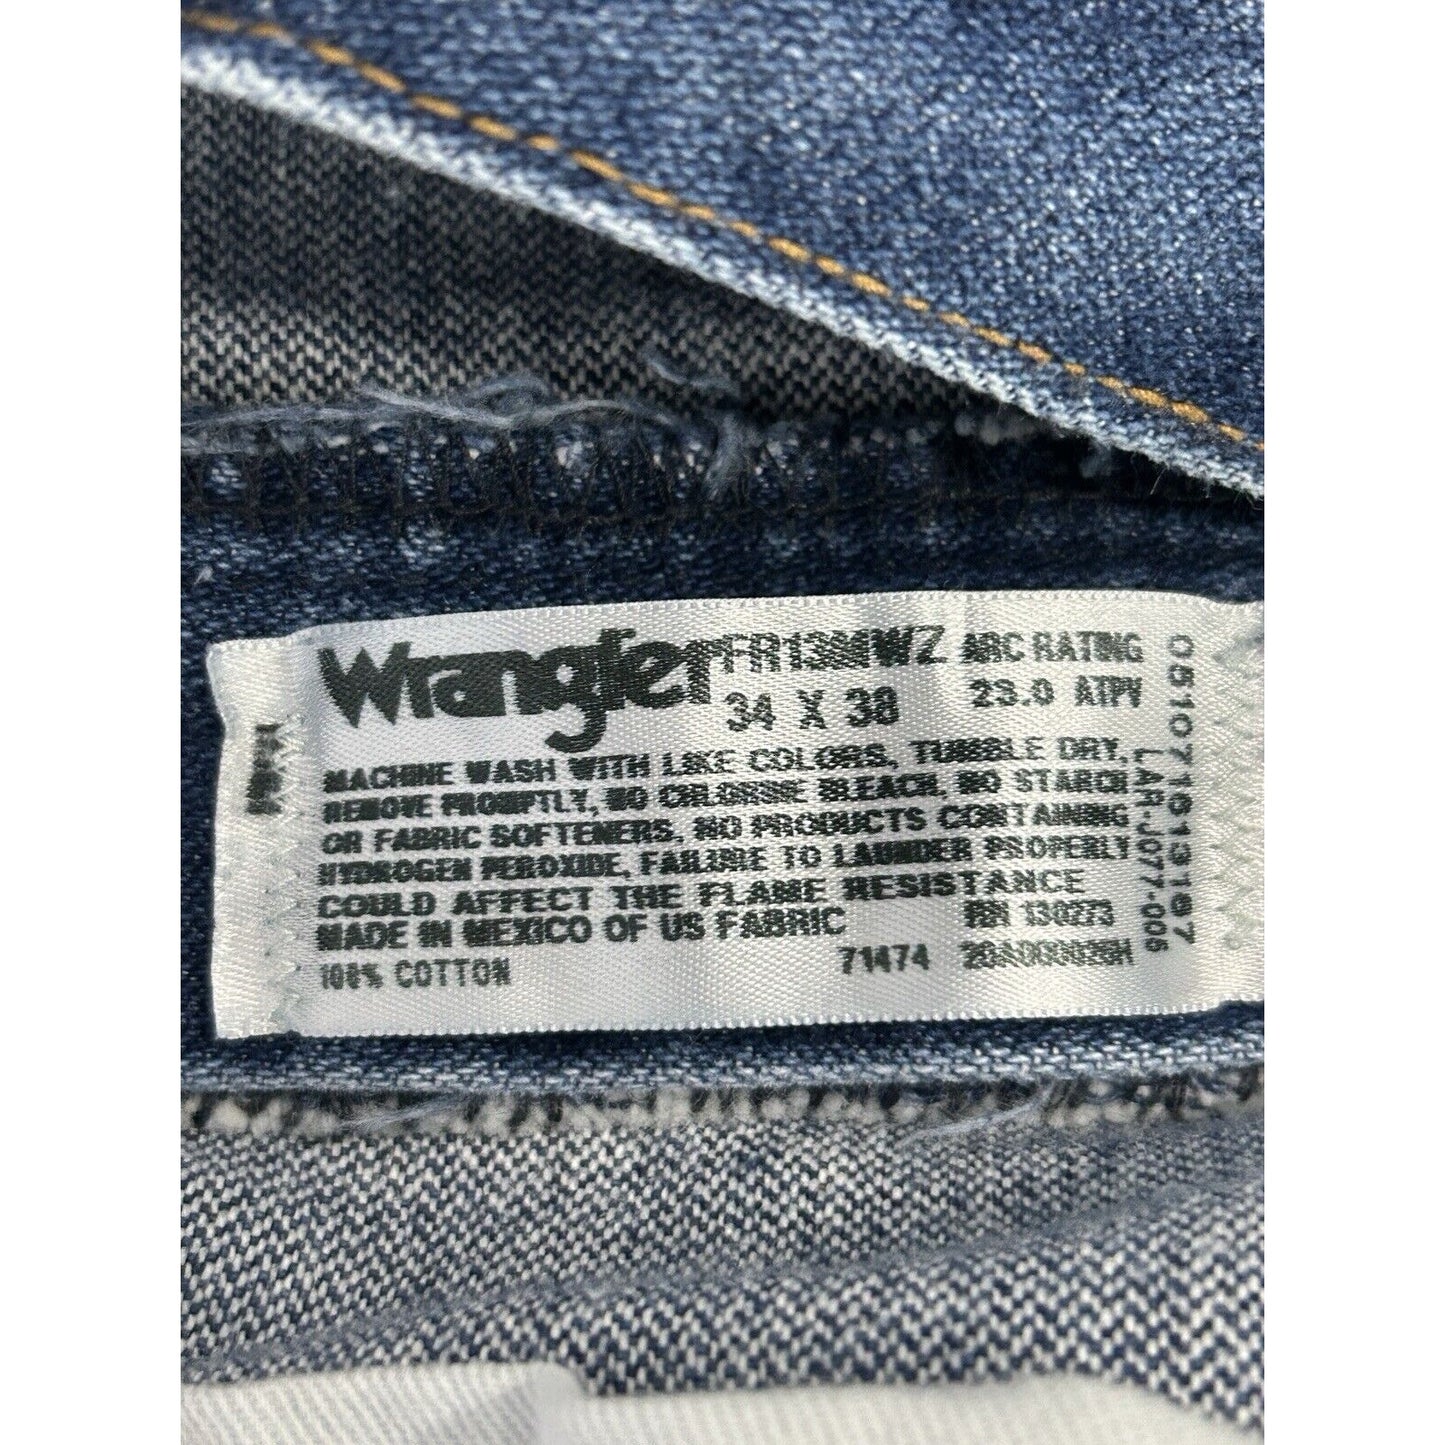 Wrangler FR13MWZ ARC RATING
34 X 38 23.0 ATPV
MACHINE WASH WITH LIKE COLORS, TUMBLE DRY,
REMOVE PROMPTLY, NO CHLORINE BLEACH, NO STARCH
OR FABRIC SOFTENERS, NO PRODUCTS CONTAINING
HYDROGEN PEROXIDE, FAILURE TO LAUNDER PROPERLY
COULD AFFECT THE FLAME RESISTANCE
MADE IN MEXICO OF US FABRIC RN 130273
100% COTTON 71474 20A000026H
051071613167
LAR-J077-006